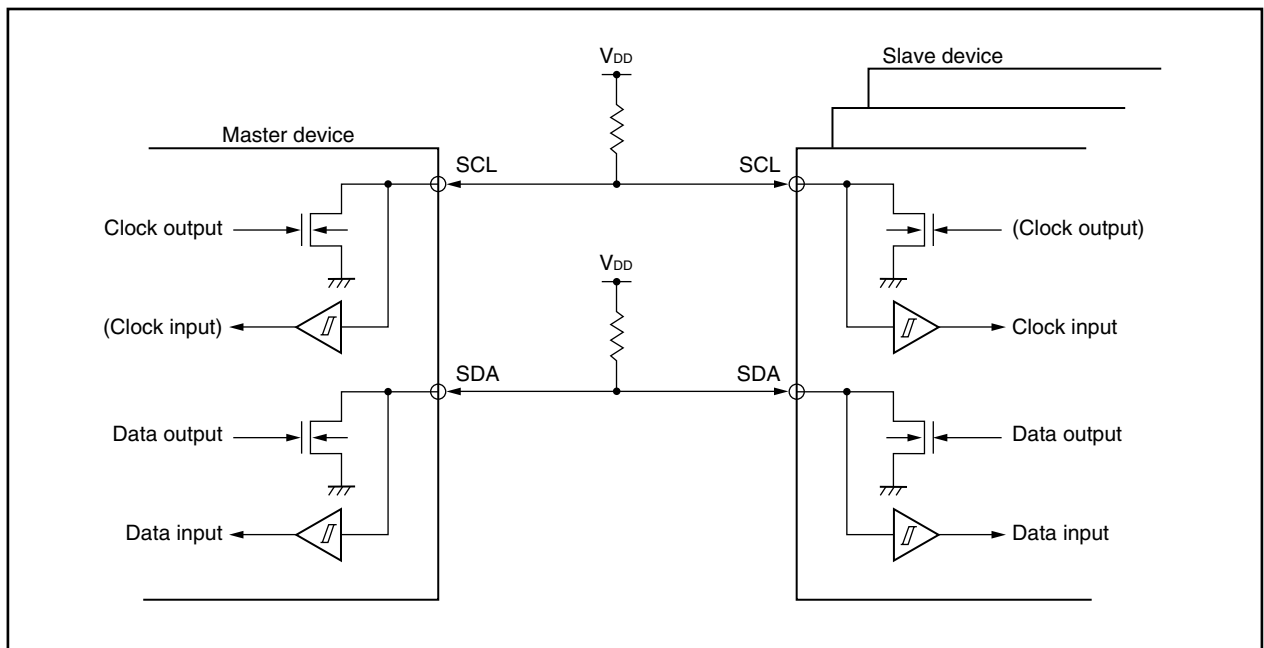 VDD
Slave device
Master device
SCL
SCL
Clock output
(Clock output)
VDD
(Clock input)
Clock input
SDA
SDA
Data output
Data output
Data input
Data input